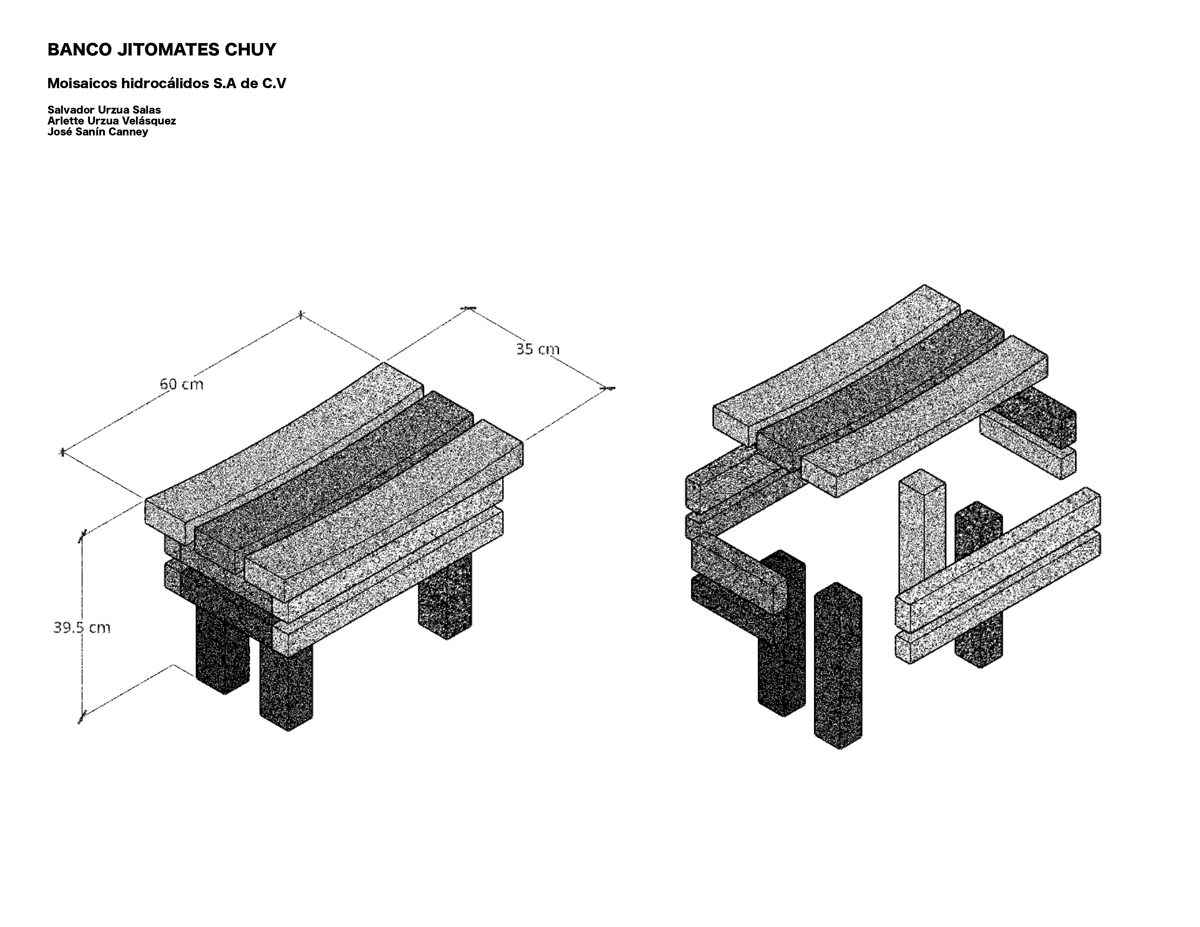 BANCO JITOMATES CHUY
Moisaicos hidrocálidos S.A de C.V
Salvador Urzua Salas
Arlette Urzua Velásquez
José Sanín Canney
35 cm
60 cm
39.5 cm